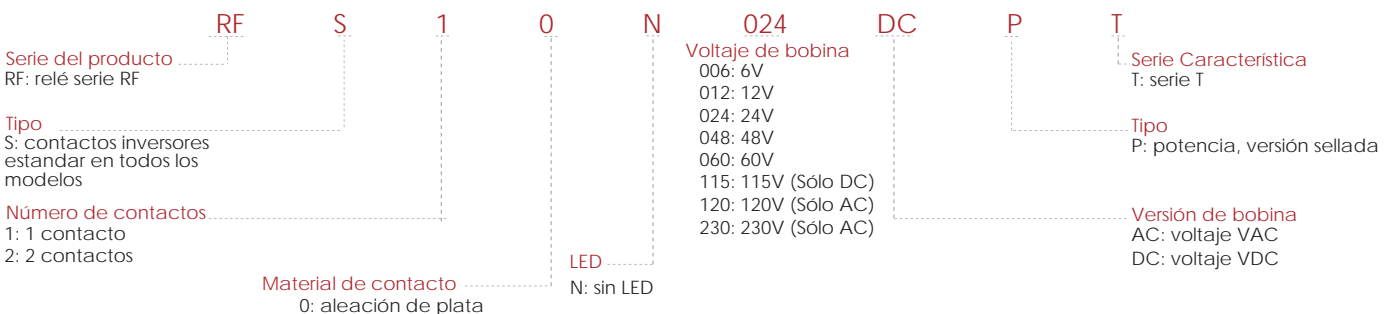 RF S 1 0 N 024 DC P T
Serie del producto
RF: relé serie RF
Tipo
S: contactos inversores
estandar en todos los
modelos
Número de contactos
1: 1 contacto
2: 2 contactos
Material de contacto
0: aleación de plata
LED
N: sin LED
Voltaje de bobina
006: 6V
012: 12V
024: 24V
048: 48V
060: 60V
115: 115V (Sólo DC)
120: 120V (Sólo AC)
230: 230V (Sólo AC)
Serie Característica
T: serie T
Tipo
P: potencia, versión sellada
Versión de bobina
AC: voltaje VAC
DC: voltaje VDC